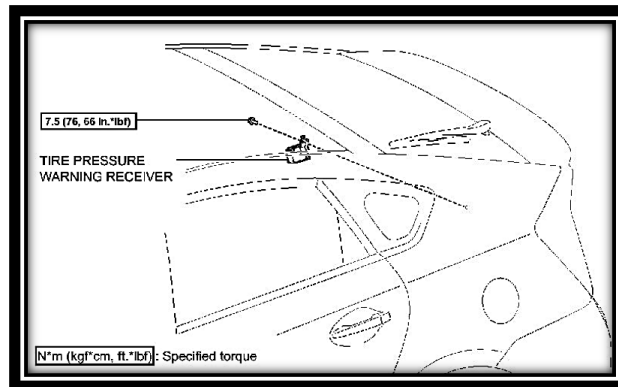 7.5 (76, 66 in.*lbf)
TIRE PRESSURE
WARNING RECEIVER
N*m (kgf*cm, ft.*lbf) : Specified torque